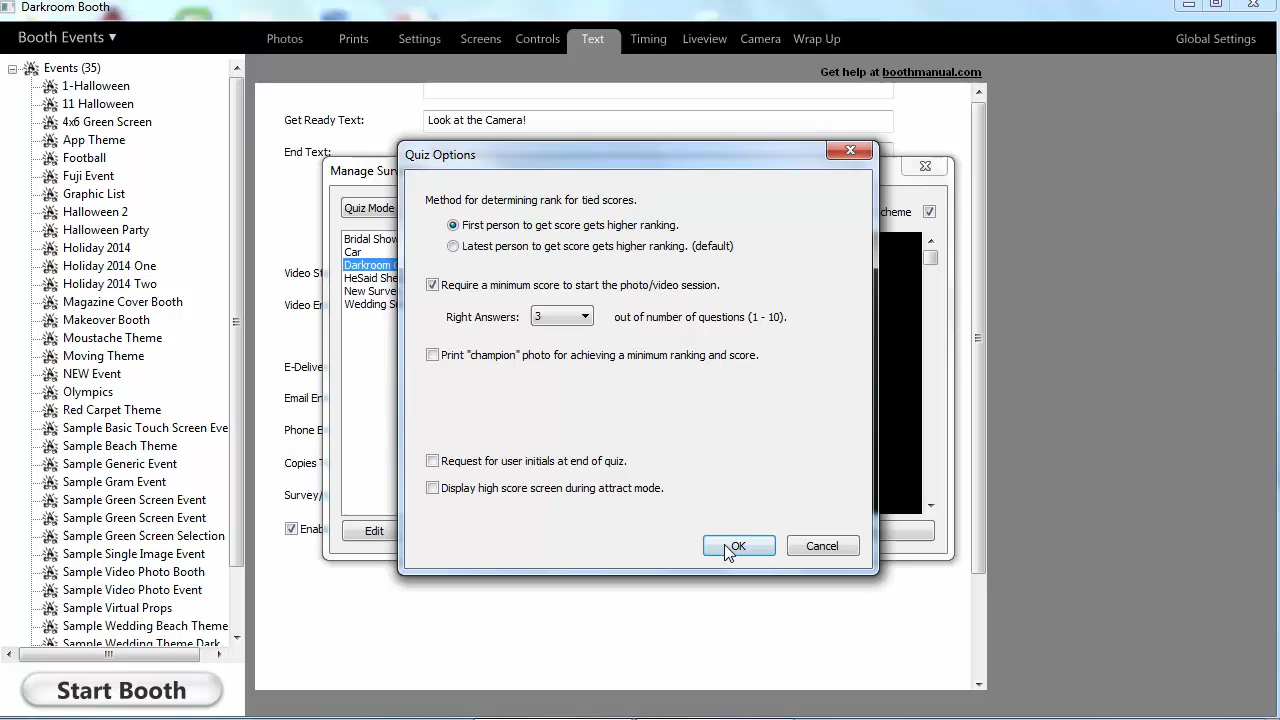 Darkroom Booth
Booth Events ▾
Photos Prints Settings Screens Controls Text Timing Liveview Camera Wrap Up Global Settings
Get help at boothmanual.com
Events (35)
1-Halloween
11 Halloween
4x6 Green Screen
App Theme
Football
Fuji Event
Graphic List
Halloween 2
Halloween Party
Holiday 2014
Holiday 2014 One
Holiday 2014 Two
Magazine Cover Booth
Makeover Booth
Moustache Theme
Moving Theme
NEW Event
Olympics
Red Carpet Theme
Sample Basic Touch Screen Eve
Sample Beach Theme
Sample Generic Event
Sample Gram Event
Sample Green Screen Event
Sample Green Screen Event
Sample Green Screen Selection
Sample Single Image Event
Sample Video Photo Booth
Sample Video Photo Event
Sample Virtual Props
Sample Wedding Beach Theme
Sample Wedding Theme Dark
Start Booth
Get Ready Text: Look at the Camera!
End Text:
Video St
Video En
E-Delive
Email En
Phone E
Copies T
Survey/
Enab
Manage Sur
Quiz Mode
cheme
Bridal Show
Car
Darkroom
HeSaid She
New Surve
Wedding S
Edit
Quiz Options
Method for determining rank for tied scores.
First person to get score gets higher ranking.
Latest person to get score gets higher ranking. (default)
Require a minimum score to start the photo/video session.
Right Answers: 3 out of number of questions (1 - 10).
Print "champion" photo for achieving a minimum ranking and score.
Request for user initials at end of quiz.
Display high score screen during attract mode.
OK Cancel